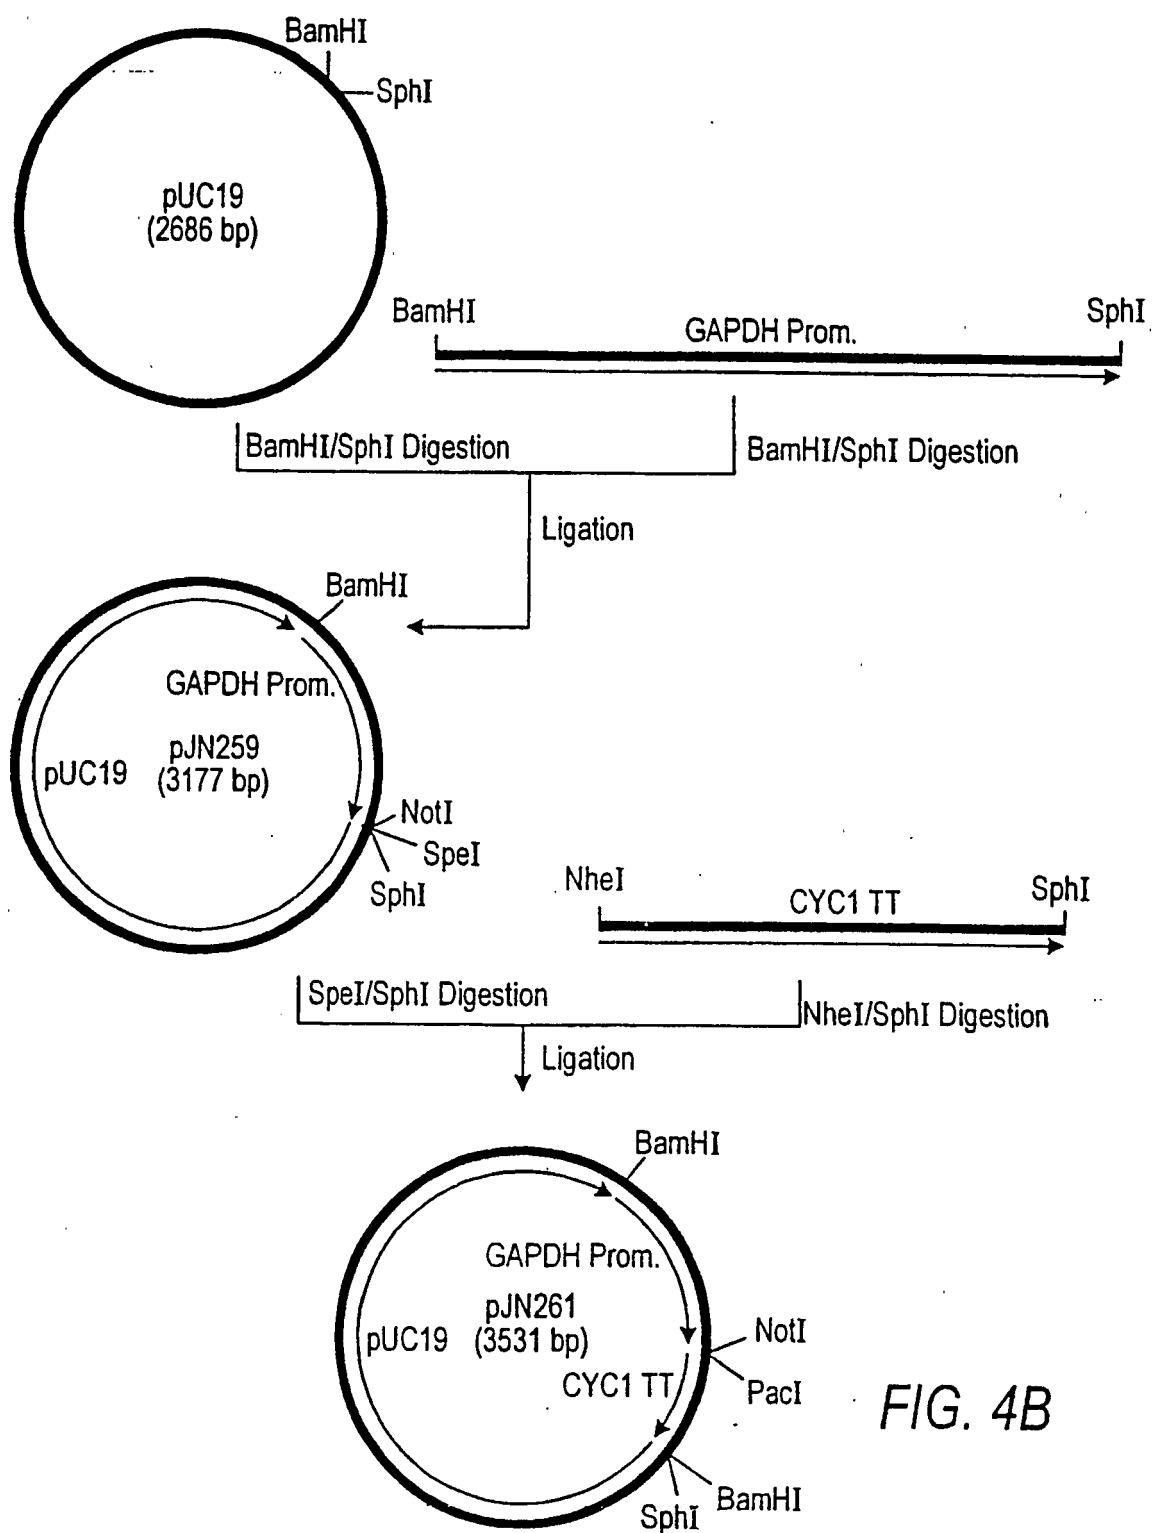 BamHI
SphI
pUC19
(2686 bp)
BamHI
GAPDH Prom.
SphI
BamHI/SphI Digestion
BamHI/SphI Digestion
Ligation
BamHI
GAPDH Prom.
pJN259
pUC19
(3177 bp)
NotI
SpeI
SphI
NheI
CYC1 TT
SphI
SpeI/SphI Digestion
NheI/SphI Digestion
Ligation
BamHI
GAPDH Prom.
pJN261
pUC19
(3531 bp)
NotI
CYC1 TT
PacI
BamHI
SphI
FIG. 4B